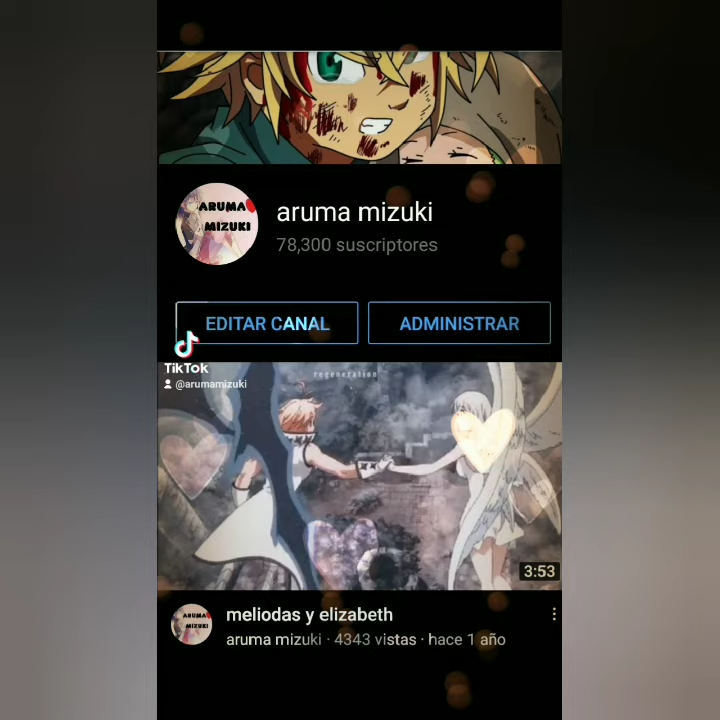 ARUMA
MIZUKI
aruma mizuki
78,300 suscriptores
EDITAR CANAL
ADMINISTRAR
TikTok
@arumamizuki
regeneration
3:53
ARUMA
MIZUKI
meliodas y elizabeth
aruma mizuki · 4343 vistas · hace 1 año